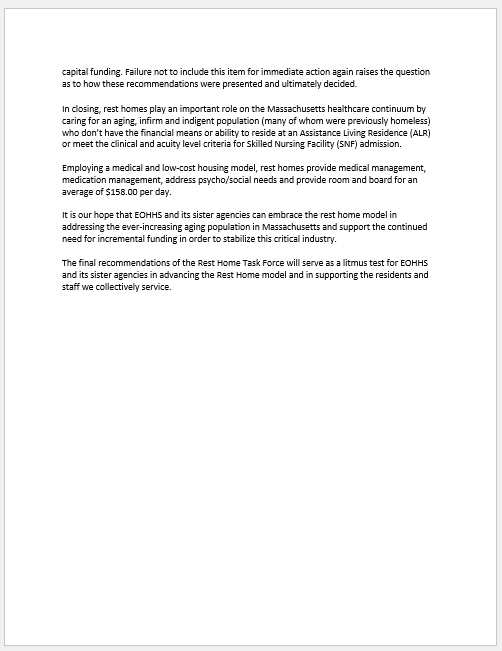 capital funding. Failure not to include this item for immediate action again raises the question
as to how these recommendations were presented and ultimately decided.
In closing, rest homes play an important role on the Massachusetts healthcare continuum by
caring for an aging, infirm and indigent population (many of whom were previously homeless)
who don't have the financial means or ability to reside at an Assistance Living Residence (ALR)
or meet the clinical and acuity level criteria for Skilled Nursing Facility (SNF) admission.
Employing a medical and low-cost housing model, rest homes provide medical management,
medication management, address psycho/social needs and provide room and board for an
average of $158.00 per day.
It is our hope that EOHHS and its sister agencies can embrace the rest home model in
addressing the ever-increasing aging population in Massachusetts and support the continued
need for incremental funding in order to stabilize this critical industry.
The final recommendations of the Rest Home Task Force will serve as a litmus test for EOHHS
and its sister agencies in advancing the Rest Home model and in supporting the residents and
staff we collectively service.